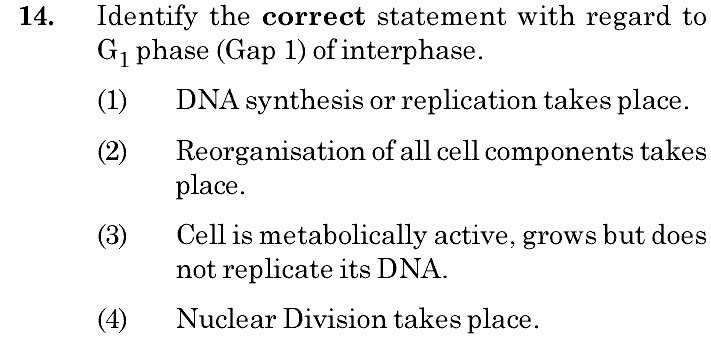 14. Identify the correct statement with regard to
G₁ phase (Gap 1) of interphase.
(1) DNA synthesis or replication takes place.
(2) Reorganisation of all cell components takes
place.
(3) Cell is metabolically active, grows but does
not replicate its DNA.
(4) Nuclear Division takes place.